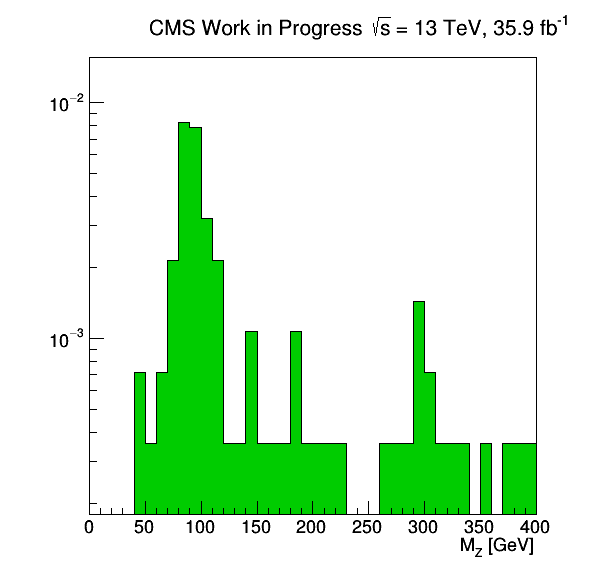 CMS Work in Progress √s = 13 TeV, 35.9 fb⁻¹
10⁻²
10⁻³
0 50 100 150 200 250 300 350 400
M_Z [GeV]